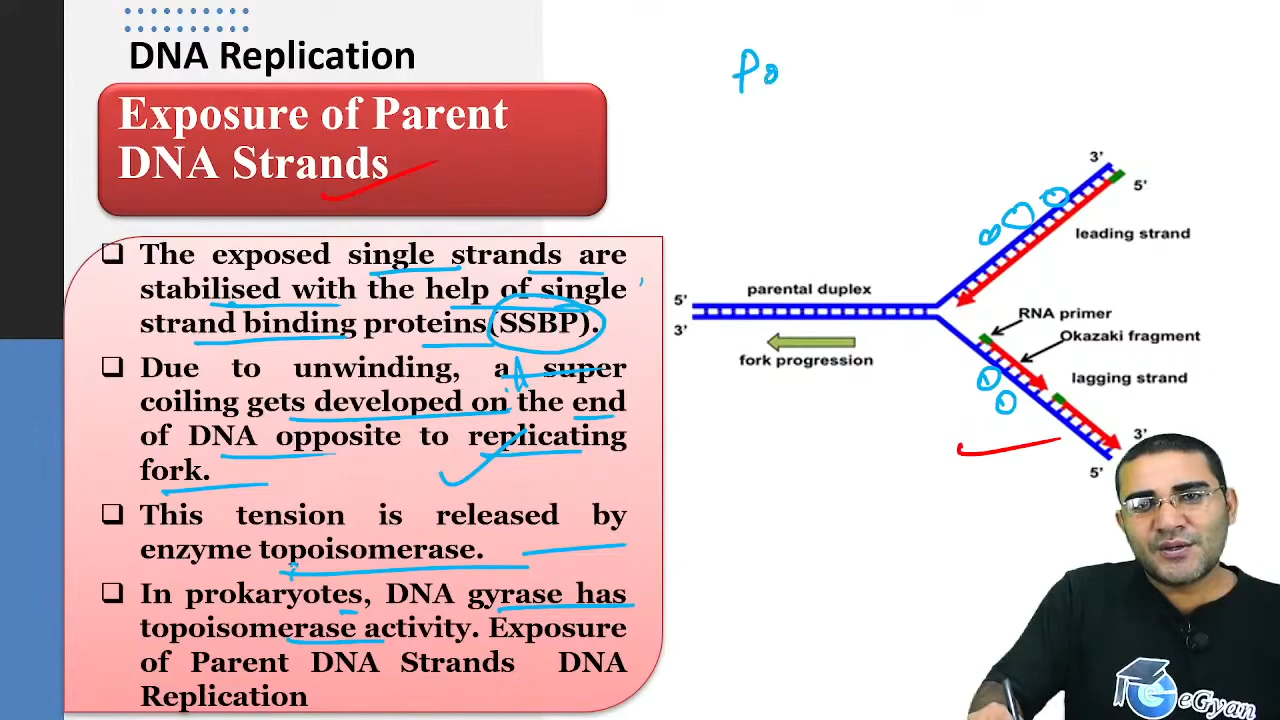 DNA Replication
Exposure of Parent
DNA Strands
The exposed single strands are
stabilised with the help of single
strand binding proteins(SSBP).
Due to unwinding, a super
coiling gets developed on the end
of DNA opposite to replicating
fork.
This tension is released by
enzyme topoisomerase.
In prokaryotes, DNA gyrase has
topoisomerase activity. Exposure
of Parent DNA Strands DNA
Replication
3'
5'
leading strand
parental duplex
5'
3'
fork progression
RNA primer
Okazaki fragment
lagging strand
3'
5'
eGyan